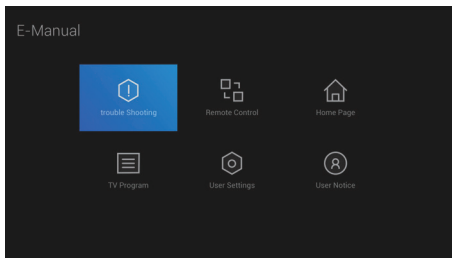 E-Manual
trouble Shooting
Remote Control
Home Page
TV Program
User Settings
User Notice